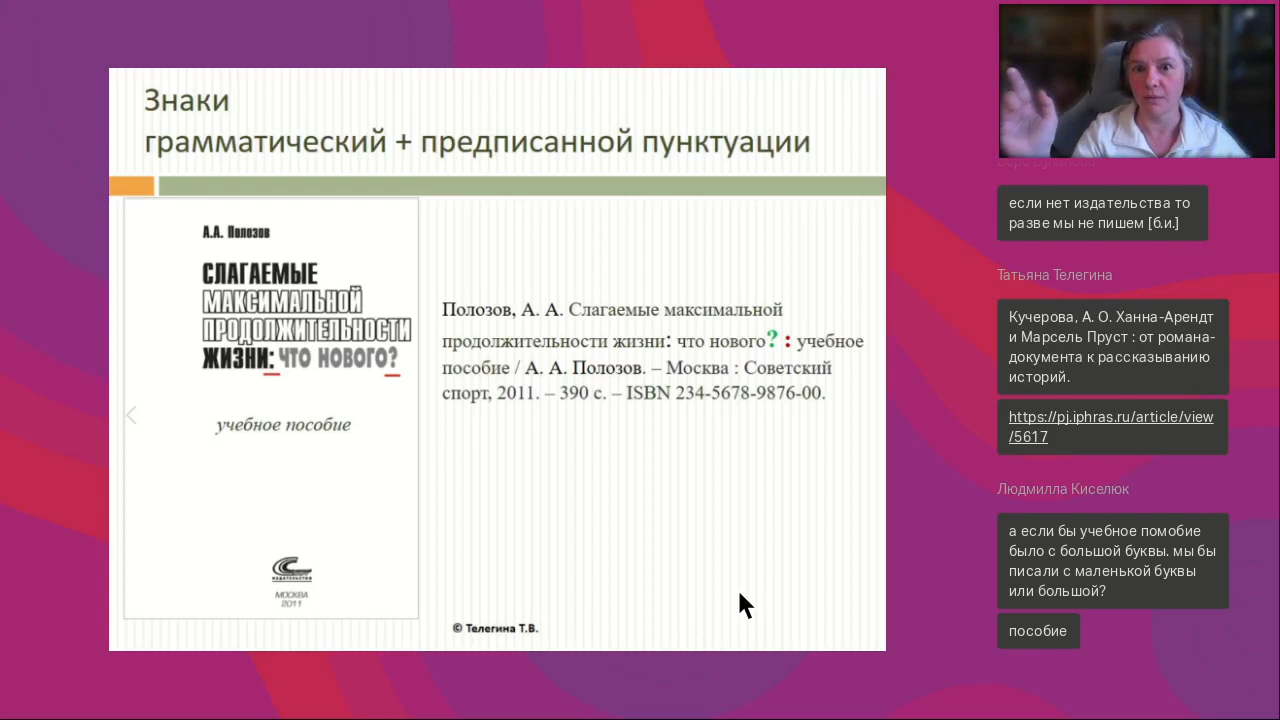 Знаки
грамматический + предписанной пунктуации
А.А. Полозов
СЛАГАЕМЫЕ
МАКСИМАЛЬНОЙ
ПРОДОЛЖИТЕЛЬНОСТИ
ЖИЗНИ: ЧТО НОВОГО?
учебное пособие
ИЗДАТЕЛЬСТВО
МОСКВА
2011
Полозов, А. А. Слагаемые максимальной
продолжительности жизни: что нового? : учебное
пособие / А. А. Полозов. – Москва : Советский
спорт, 2011. – 390 с. – ISBN 234-5678-9876-00.
© Телегина Т.В.
если нет издательства то
разве мы не пишем [б.и.]
Татьяна Телегина
Кучерова, А. О. Ханна-Арендт
и Марсель Пруст : от романа-
документа к рассказыванию
историй.
https://pj.iphras.ru/article/view
/5617
Людмилла Киселюк
а если бы учебное помобие
было с большой буквы. мы бы
писали с маленькой буквы
или большой?
пособие